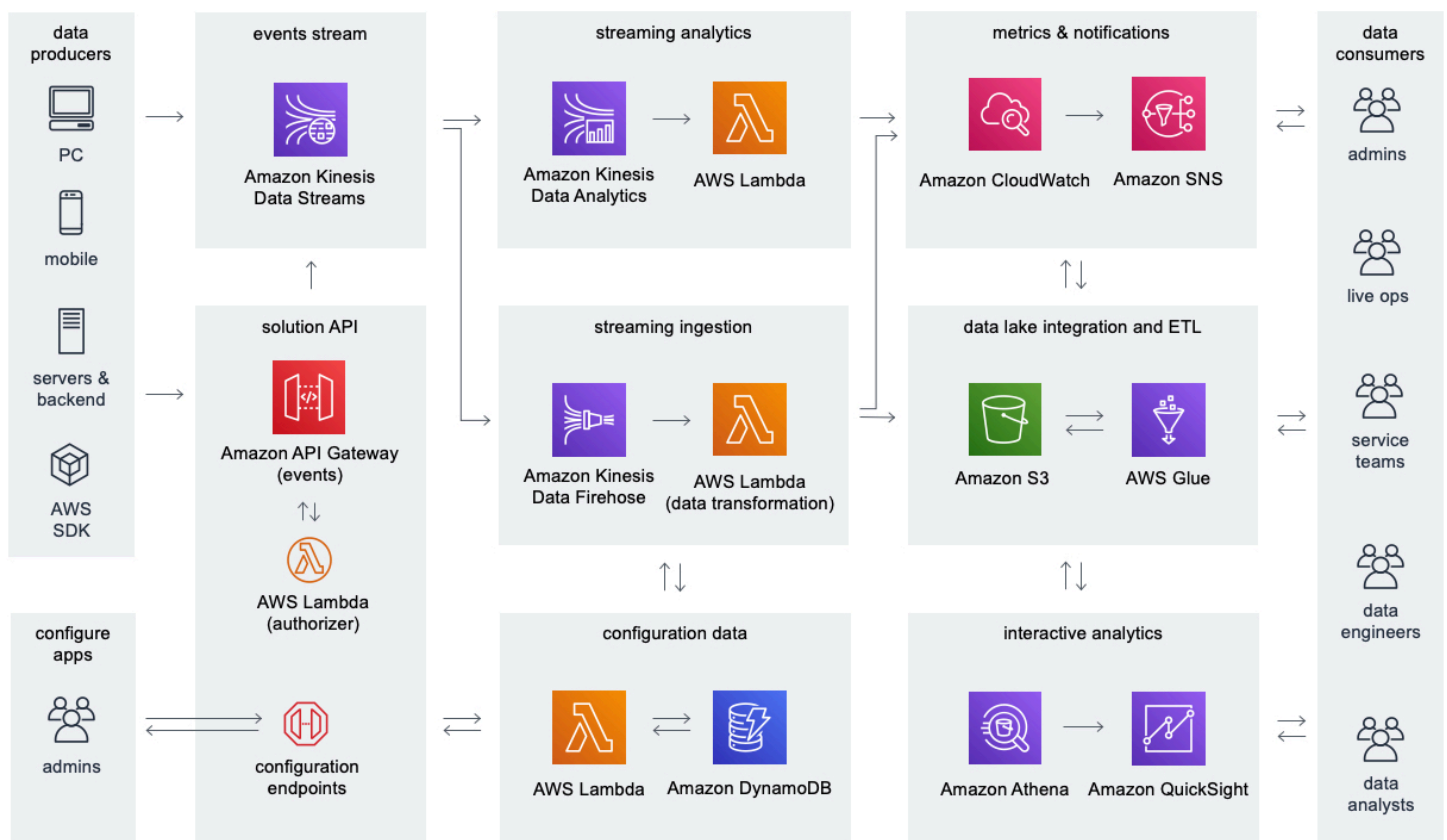 data
producers
PC
mobile
servers &
backend
AWS
SDK
configure
apps
admins
events stream
Amazon Kinesis
Data Streams
solution API
Amazon API Gateway
(events)
AWS Lambda
(authorizer)
configuration
endpoints
streaming analytics
Amazon Kinesis
Data Analytics
AWS Lambda
streaming ingestion
Amazon Kinesis
Data Firehose
AWS Lambda
(data transformation)
configuration data
AWS Lambda
Amazon DynamoDB
metrics & notifications
Amazon CloudWatch
Amazon SNS
data lake integration and ETL
Amazon S3
AWS Glue
interactive analytics
Amazon Athena
Amazon QuickSight
data
consumers
admins
live ops
service
teams
data
engineers
data
analysts